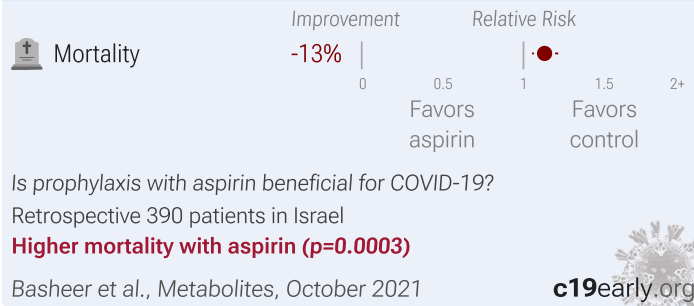 Improvement Relative Risk
Mortality -13%
0 0.5 1 1.5 2+
Favors Favors
aspirin control
Is prophylaxis with aspirin beneficial for COVID-19?
Retrospective 390 patients in Israel
Higher mortality with aspirin (p=0.0003)
Basheer et al., Metabolites, October 2021 c19early.org